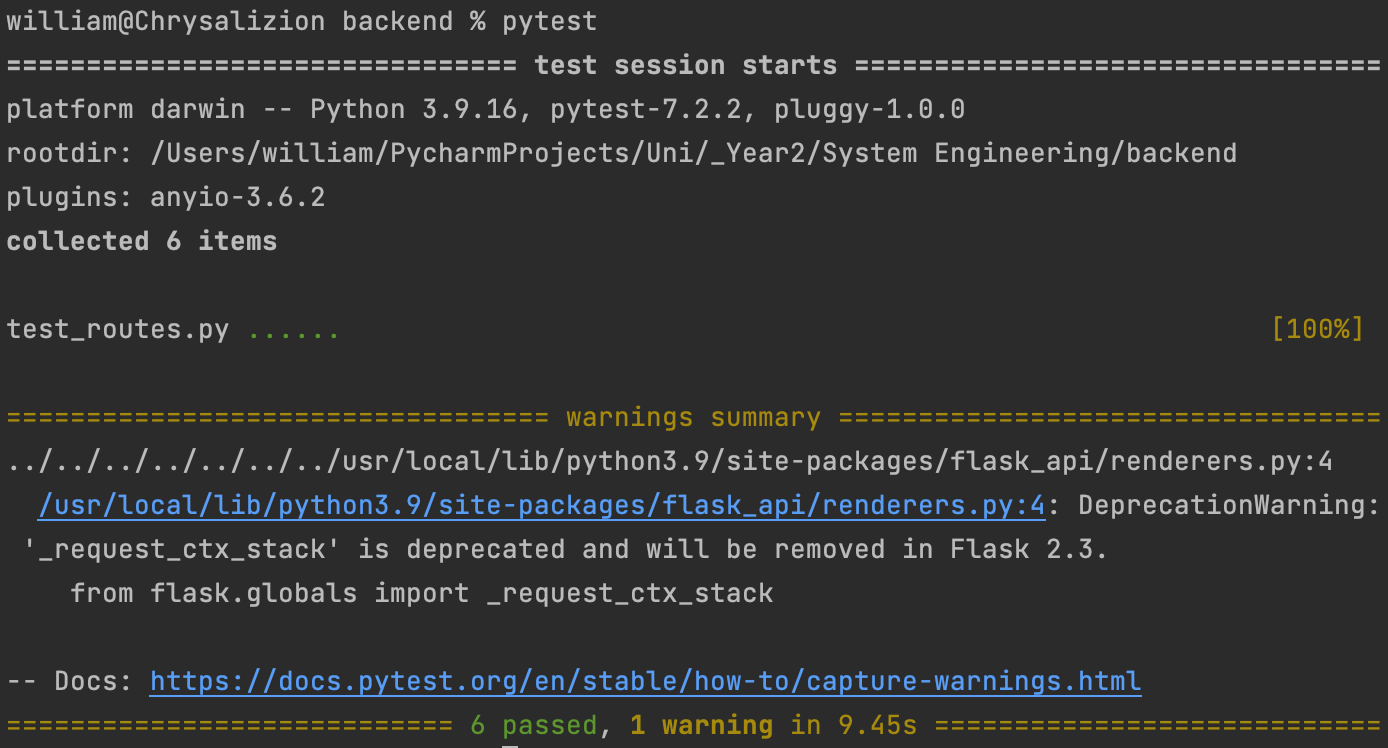 william@Chrysalizion backend % pytest
================================ test session starts =================================
platform darwin -- Python 3.9.16, pytest-7.2.2, pluggy-1.0.0
rootdir: /Users/william/PycharmProjects/Uni/_Year2/System Engineering/backend
plugins: anyio-3.6.2
collected 6 items
test_routes.py ...... [100%]
================================== warnings summary ==================================
../../../../../../../usr/local/lib/python3.9/site-packages/flask_api/renderers.py:4
/usr/local/lib/python3.9/site-packages/flask_api/renderers.py:4: DeprecationWarning:
'_request_ctx_stack' is deprecated and will be removed in Flask 2.3.
from flask.globals import _request_ctx_stack
-- Docs: https://docs.pytest.org/en/stable/how-to/capture-warnings.html
============================ 6 passed, 1 warning in 9.45s ============================